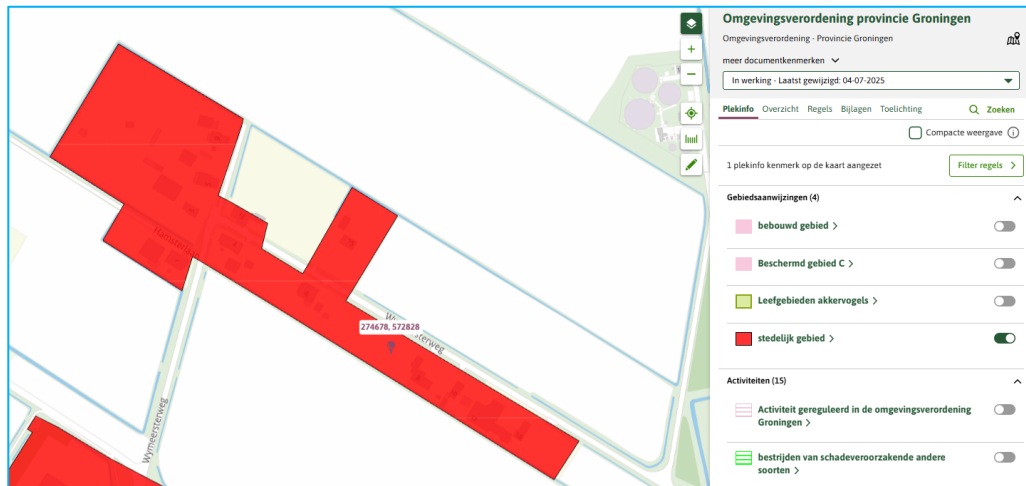 Omgevingsverordening provincie Groningen
Omgevingsverordening - Provincie Groningen
meer documentkenmerken
In werking - Laatst gewijzigd: 04-07-2025
Plekinfo Overzicht Regels Bijlagen Toelichting Zoeken
Compacte weergave
1 plekinfo kenmerk op de kaart aangezet
Filter regels
Gebiedsaanwijzingen (4)
bebouwd gebied
Beschermd gebied C
Leefgebieden akkervogels
stedelijk gebied
Activiteiten (15)
Activiteit gereguleerd in de omgevingsverordening
Groningen
bestrijden van schadeveroorzakende andere
soorten
274678, 572828
Wymeersterweg